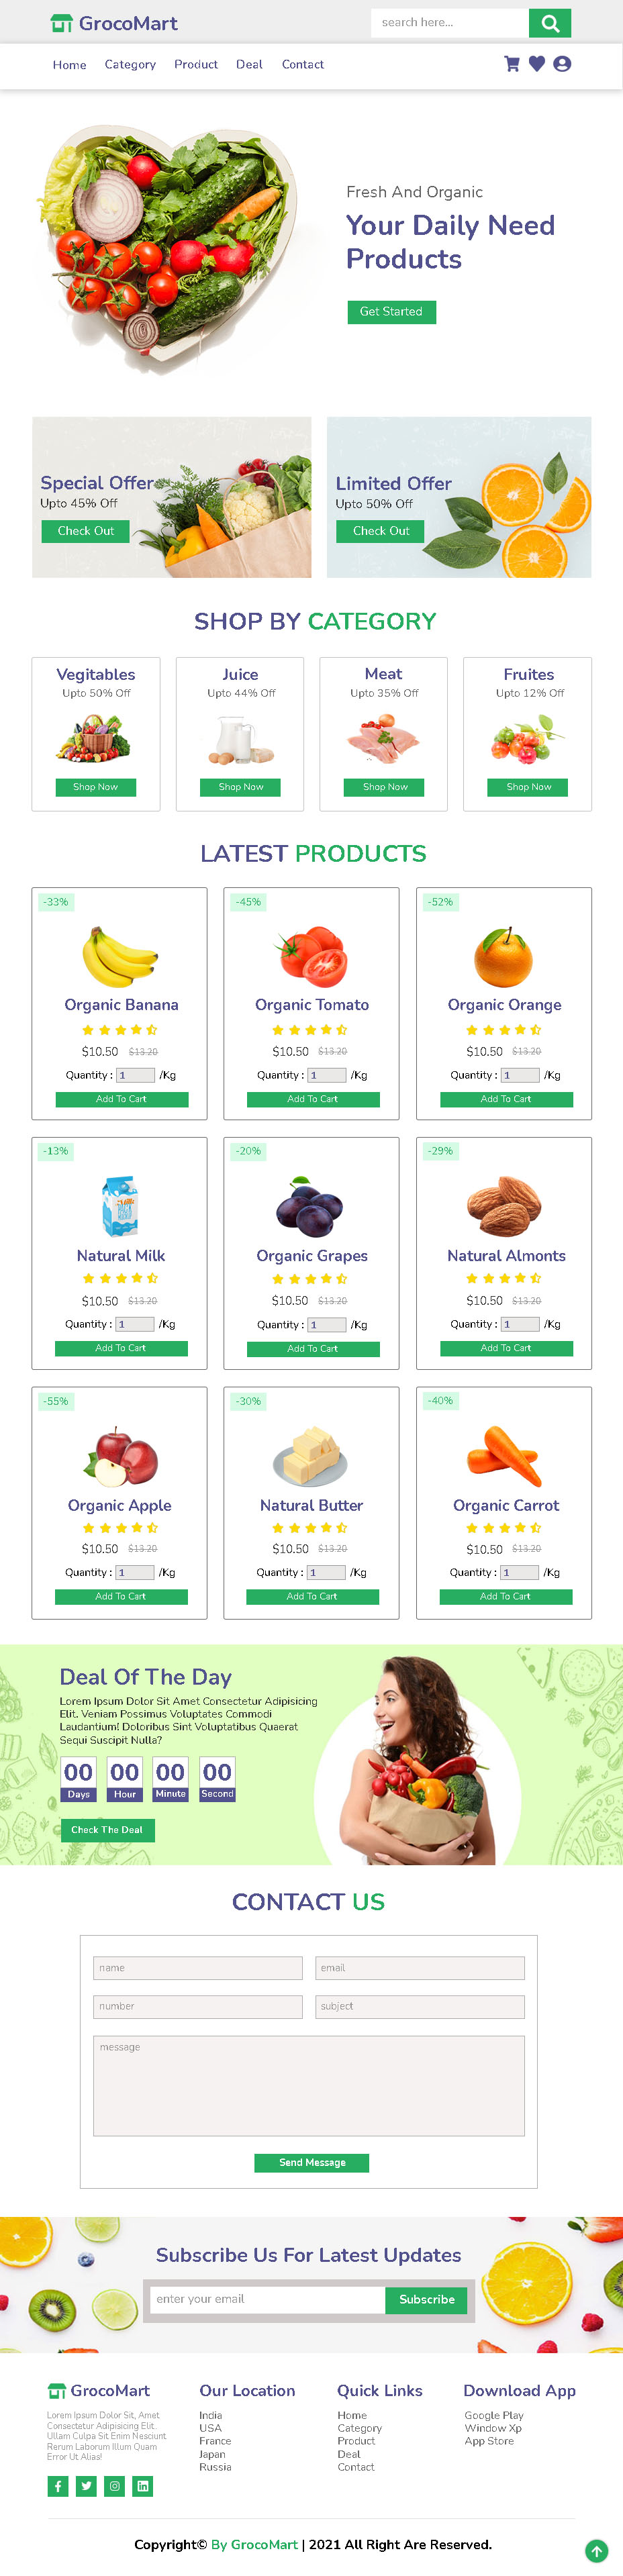 GrocoMart
search here...
Home Category Product Deal Contact
Fresh And Organic
Your Daily Need
Products
Get Started
Special Offer
Upto 45% Off
Check Out
Limited Offer
Upto 50% Off
Check Out
SHOP BY CATEGORY
Vegitables
Upto 50% Off
Shop Now
Juice
Upto 44% Off
Shop Now
Meat
Upto 35% Off
Shop Now
Fruites
Upto 12% Off
Shop Now
LATEST PRODUCTS
-33%
Organic Banana
$10.50 $13.20
Quantity : 1 /Kg
Add To Cart
-45%
Organic Tomato
$10.50 $13.20
Quantity : 1 /Kg
Add To Cart
-52%
Organic Orange
$10.50 $13.20
Quantity : 1 /Kg
Add To Cart
-13%
Natural Milk
$10.50 $13.20
Quantity : 1 /Kg
Add To Cart
-20%
Organic Grapes
$10.50 $13.20
Quantity : 1 /Kg
Add To Cart
-29%
Natural Almonts
$10.50 $13.20
Quantity : 1 /Kg
Add To Cart
-55%
Organic Apple
$10.50 $13.20
Quantity : 1 /Kg
Add To Cart
-30%
Natural Butter
$10.50 $13.20
Quantity : 1 /Kg
Add To Cart
-40%
Organic Carrot
$10.50 $13.20
Quantity : 1 /Kg
Add To Cart
Deal Of The Day
Lorem Ipsum Dolor Sit Amet Consectetur Adipisicing
Elit. Veniam Possimus Voluptates Commodi
Laudantium! Doloribus Sint Voluptatibus Quaerat
Sequi Suscipit Nulla?
00 00 00 00
Days Hour Minute Second
Check The Deal
CONTACT US
name
email
number
subject
message
Send Message
Subscribe Us For Latest Updates
enter your email
Subscribe
GrocoMart
Lorem Ipsum Dolor Sit, Amet
Consectetur Adipisicing Elit.
Ullam Culpa Sit Enim Nesciunt
Rerum Laborum Illum Quam
Error Ut Alias!
Our Location
India
USA
France
Japan
Russia
Quick Links
Home
Category
Product
Deal
Contact
Download App
Google Play
Window Xp
App Store
Copyright© By GrocoMart | 2021 All Right Are Reserved.